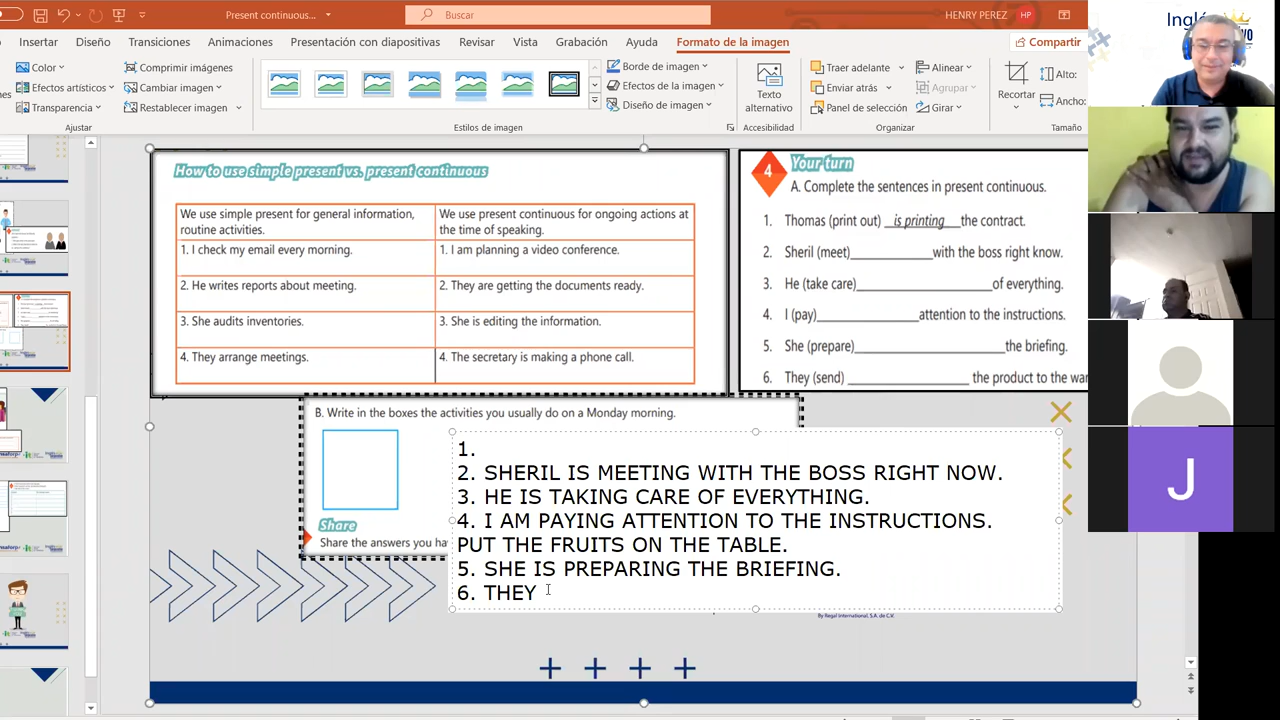 Present continuous...
Buscar
HENRY PEREZ
HP
Insertar
Diseño
Transiciones
Animaciones
Presentación con diapositivas
Revisar
Vista
Grabación
Ayuda
Formato de la imagen
Compartir
Color
Comprimir imágenes
Efectos artísticos
Cambiar imagen
Transparencia
Restablecer imagen
Ajustar
Estilos de imagen
Borde de imagen
Efectos de la imagen
Diseño de imagen
Texto
alternativo
Accesibilidad
Traer adelante
Enviar atrás
Panel de selección
Alinear
Agrupar
Girar
Organizar
Recortar
Alto:
Ancho:
Tamaño
How to use simple present vs. present continuous
We use simple present for general information,
routine activities.
We use present continuous for ongoing actions at
the time of speaking.
1. I check my email every morning.
1. I am planning a video conference.
2. He writes reports about meeting.
2. They are getting the documents ready.
3. She audits inventories.
3. She is editing the information.
4. They arrange meetings.
4. The secretary is making a phone call.
4
Your turn
A. Complete the sentences in present continuous.
1. Thomas (print out) is printing the contract.
2. Sheril (meet) with the boss right know.
3. He (take care) of everything.
4. I (pay) attention to the instructions.
5. She (prepare) the briefing.
6. They (send) the product to the
B. Write in the boxes the activities you usually do on a Monday morning.
Share
Share the answers you
1.
2. SHERIL IS MEETING WITH THE BOSS RIGHT NOW.
3. HE IS TAKING CARE OF EVERYTHING.
4. I AM PAYING ATTENTION TO THE INSTRUCTIONS.
PUT THE FRUITS ON THE TABLE.
5. SHE IS PREPARING THE BRIEFING.
6. THEY
By Regal International, S.A. de C.V.
J